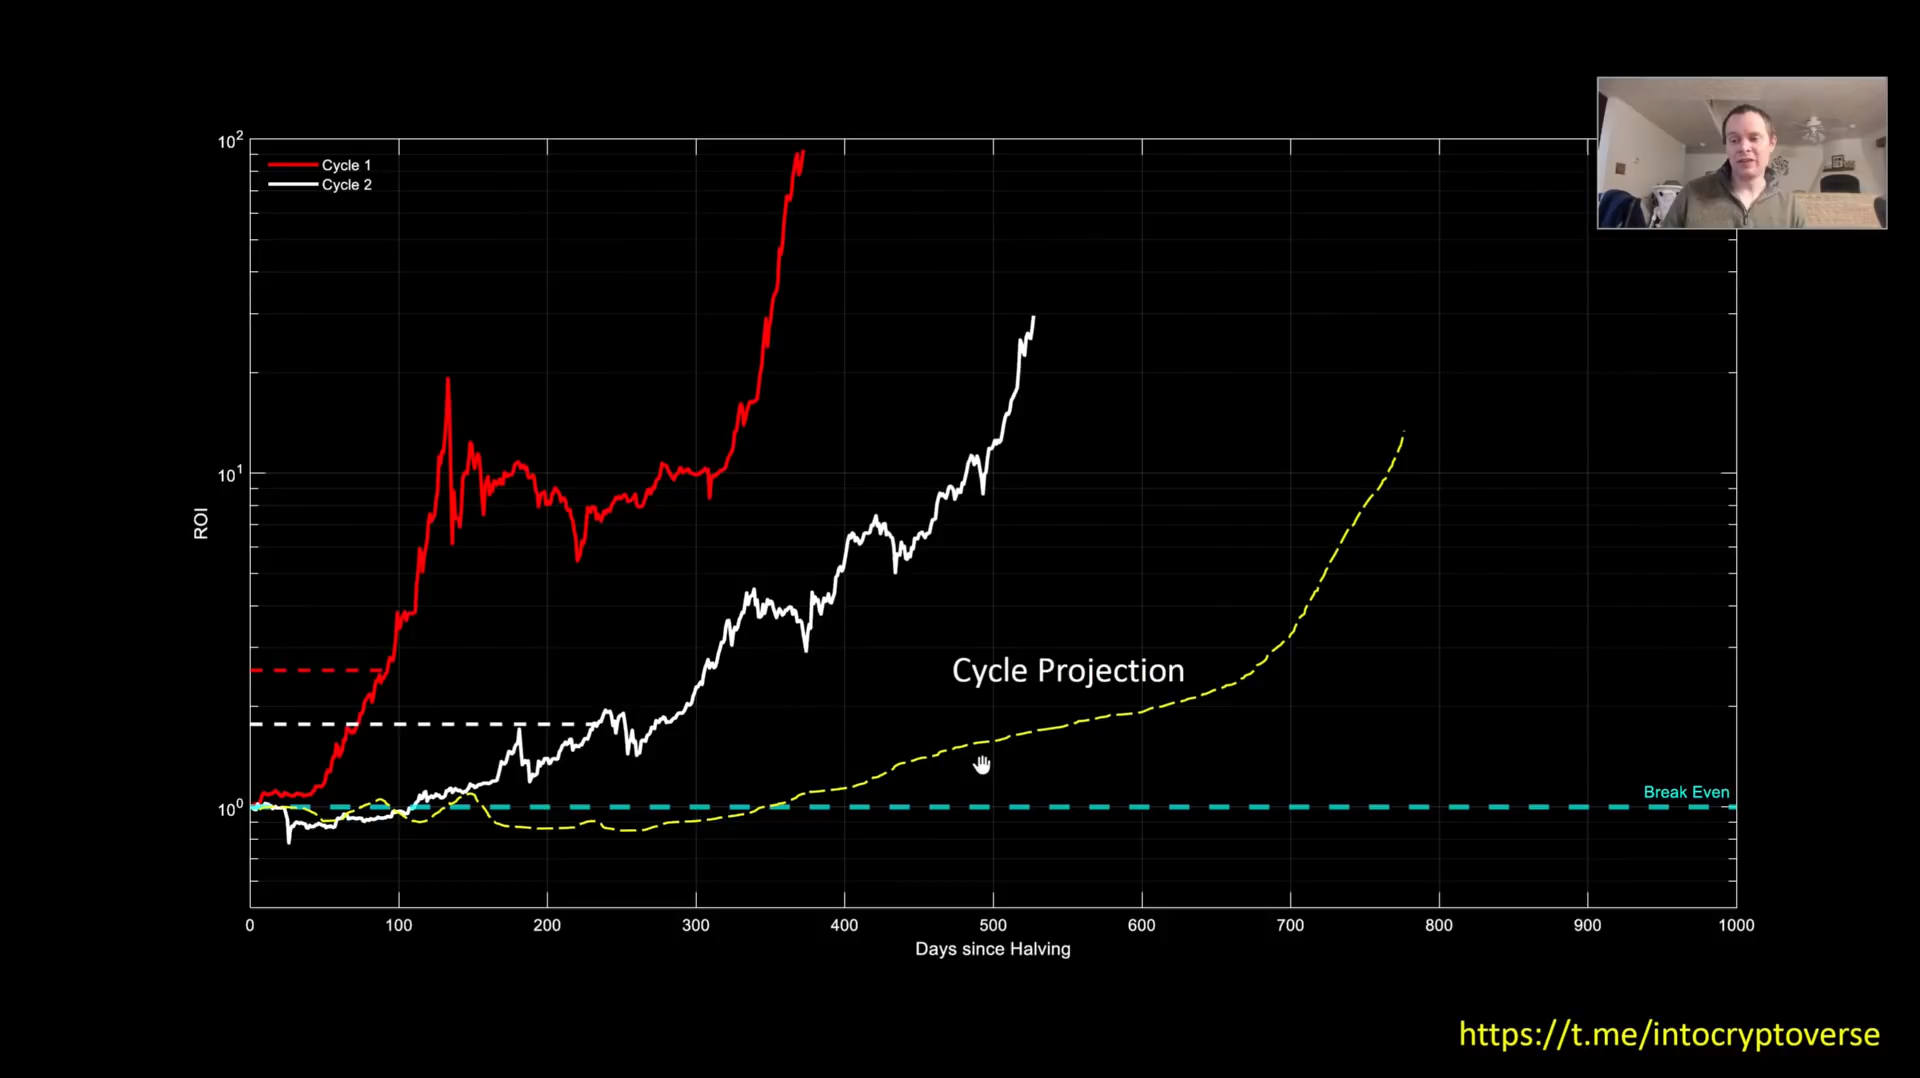 10²
Cycle 1
Cycle 2
10¹
ROI
Cycle Projection
Break Even
10⁰
0 100 200 300 400 500 600 700 800 900 1000
Days since Halving
https://t.me/intocryptoverse